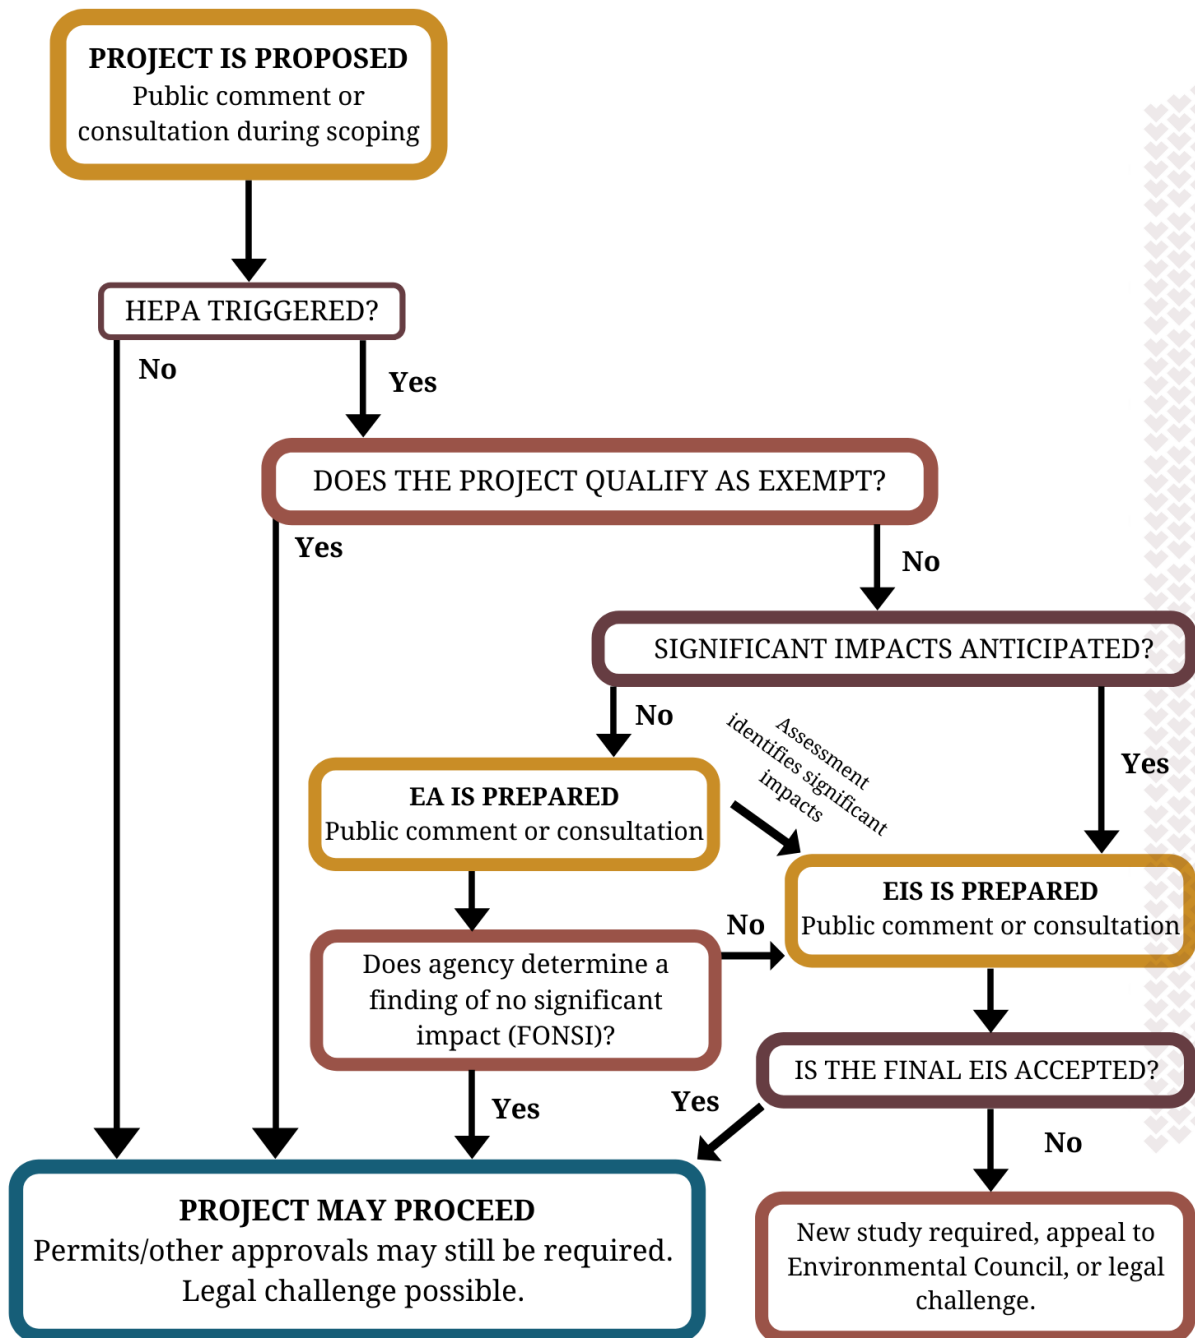 PROJECT IS PROPOSED
Public comment or
consultation during scoping
HEPA TRIGGERED?
No
Yes
DOES THE PROJECT QUALIFY AS EXEMPT?
Yes
No
SIGNIFICANT IMPACTS ANTICIPATED?
No
Assessment
identifies significant
impacts
Yes
EA IS PREPARED
Public comment or consultation
EIS IS PREPARED
Public comment or consultation
No
Does agency determine a
finding of no significant
impact (FONSI)?
IS THE FINAL EIS ACCEPTED?
Yes
Yes
No
PROJECT MAY PROCEED
Permits/other approvals may still be required.
Legal challenge possible.
New study required, appeal to
Environmental Council, or legal
challenge.